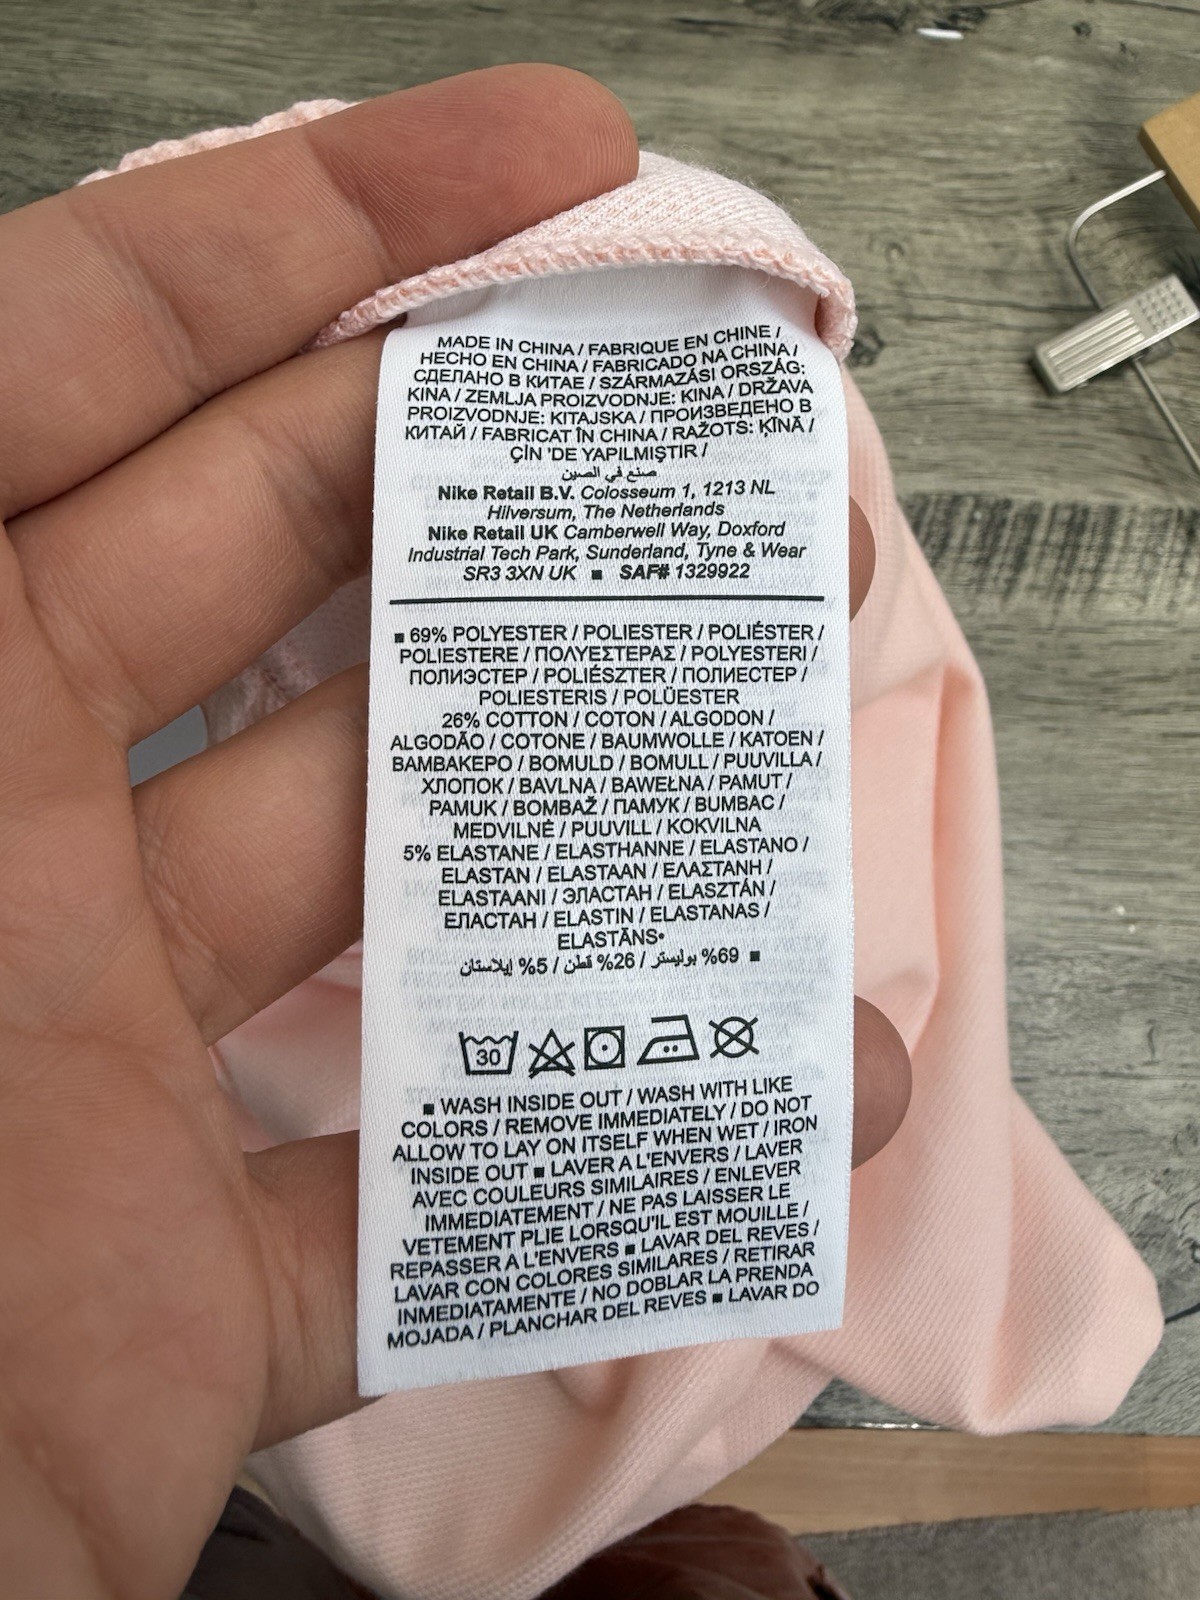 MADE IN CHINA / FABRIQUE EN CHINE /
HECHO EN CHINA / FABRICADO NA CHINA /
СДЕЛАНО В КИТАЕ / SZÁRMAZÁSI ORSZÁG:
KÍNA / ZEMLJA PROIZVODNJE: KINA / DRŽAVA
PROIZVODNJE: KITAJSKA / ПРОИЗВЕДЕНО В
КИТАЙ / FABRICAT ÎN CHINA / RAŽOTS: ĶĪNĀ /
ÇİN 'DE YAPILMIŞTIR /
صنع في الصين
Nike Retail B.V. Colosseum 1, 1213 NL
Hilversum, The Netherlands
Nike Retail UK Camberwell Way, Doxford
Industrial Tech Park, Sunderland, Tyne & Wear
SR3 3XN UK ■ SAF# 1329922
■ 69% POLYESTER / POLIESTER / POLIÉSTER /
POLIESTERE / ΠΟΛΥΕΣΤΕΡΑΣ / POLYESTERI /
ПОЛИЭСТЕР / POLIÉSZTER / ПОЛИЕСТЕР /
POLIESTERIS / POLÜESTER
26% COTTON / COTON / ALGODON /
ALGODÃO / COTONE / BAUMWOLLE / KATOEN /
ΒΑΜΒΑΚΕΡΟ / BOMULD / BOMULL / PUUVILLA /
ХЛОПОК / BAVLNA / BAWEŁNA / PAMUT /
PAMUK / BOMBAŽ / ПАМУК / BUMBAC /
MEDVILNĖ / PUUVILL / KOKVILNA
5% ELASTANE / ELASTHANNE / ELASTANO /
ELASTAN / ELASTAAN / ΕΛΑΣΤΑΝΗ /
ELASTAANI / ЭЛАСТАН / ELASZTÁN /
ЕЛАСТАН / ELASTIN / ELASTANAS /
ELASTĀNS•
■ 69% بوليستر / 26% قطن / 5% إيلاستان
30
■ WASH INSIDE OUT / WASH WITH LIKE
COLORS / REMOVE IMMEDIATELY / DO NOT
ALLOW TO LAY ON ITSELF WHEN WET / IRON
INSIDE OUT ■ LAVER A L'ENVERS / LAVER
AVEC COULEURS SIMILAIRES / ENLEVER
IMMEDIATEMENT / NE PAS LAISSER LE
VETEMENT PLIE LORSQU'IL EST MOUILLE /
REPASSER A L'ENVERS ■ LAVAR DEL REVES /
LAVAR CON COLORES SIMILARES / RETIRAR
INMEDIATAMENTE / NO DOBLAR LA PRENDA
MOJADA / PLANCHAR DEL REVES ■ LAVAR DO